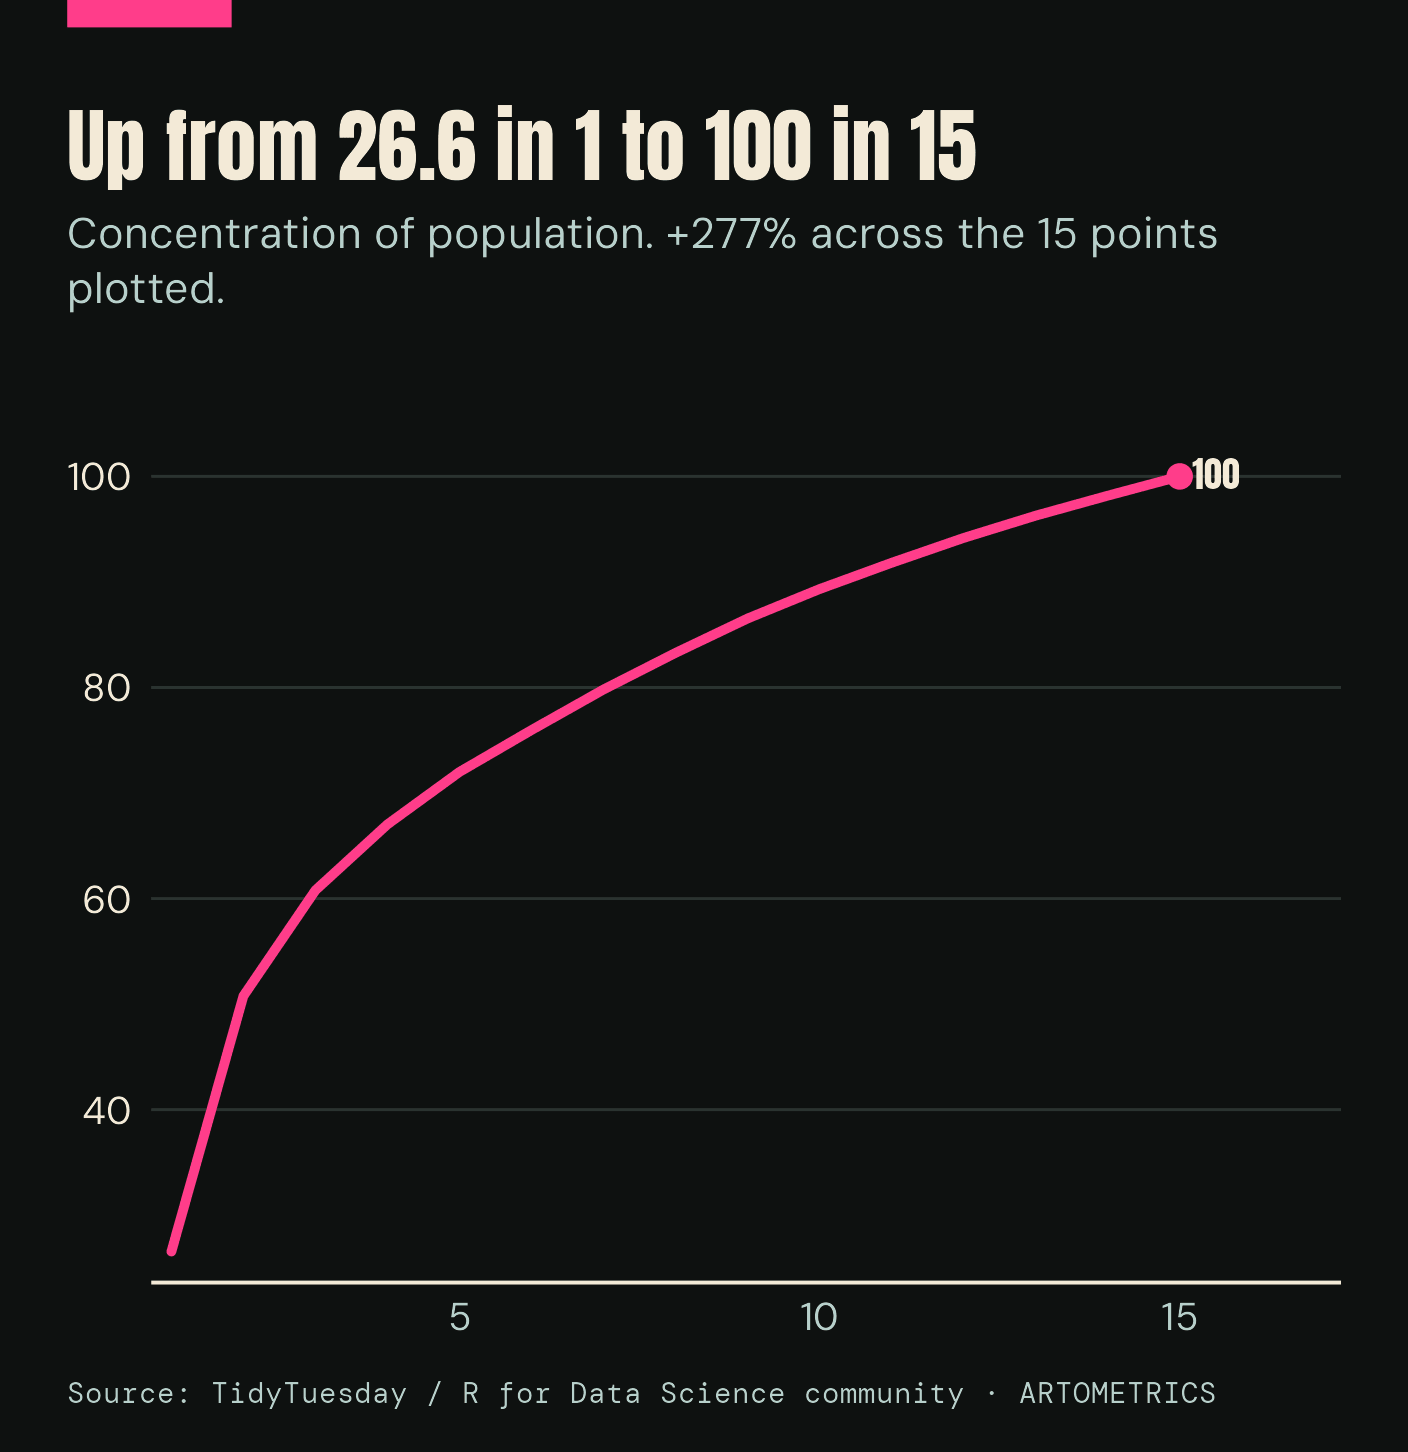 Up from 26.6 in 1 to 100 in 15
Concentration of population. +277% across the 15 points
plotted.
100
100
80
60
40
5
10
15
Source: TidyTuesday / R for Data Science community · ARTOMETRICS